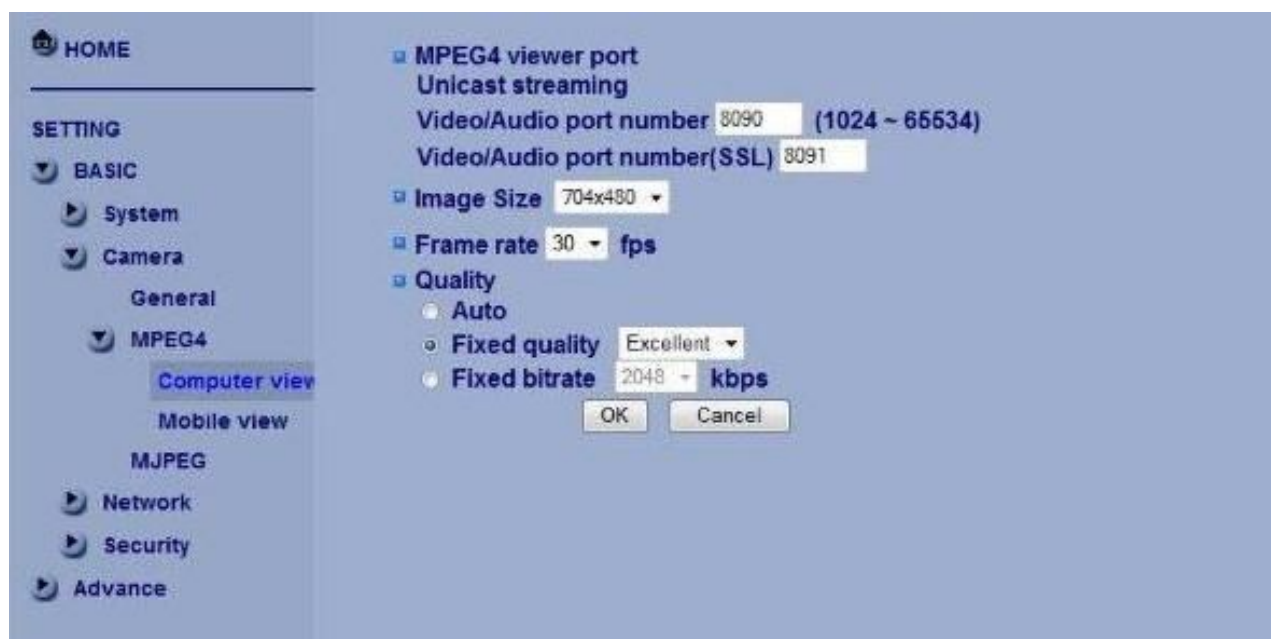 HOME
SETTING
BASIC
System
Camera
General
MPEG4
Computer view
Mobile view
MJPEG
Network
Security
Advance
MPEG4 viewer port
Unicast streaming
Video/Audio port number 8090 (1024 ~ 65534)
Video/Audio port number(SSL) 8091
Image Size 704x480
Frame rate 30 fps
Quality
Auto
Fixed quality Excellent
Fixed bitrate 2048 kbps
OK Cancel